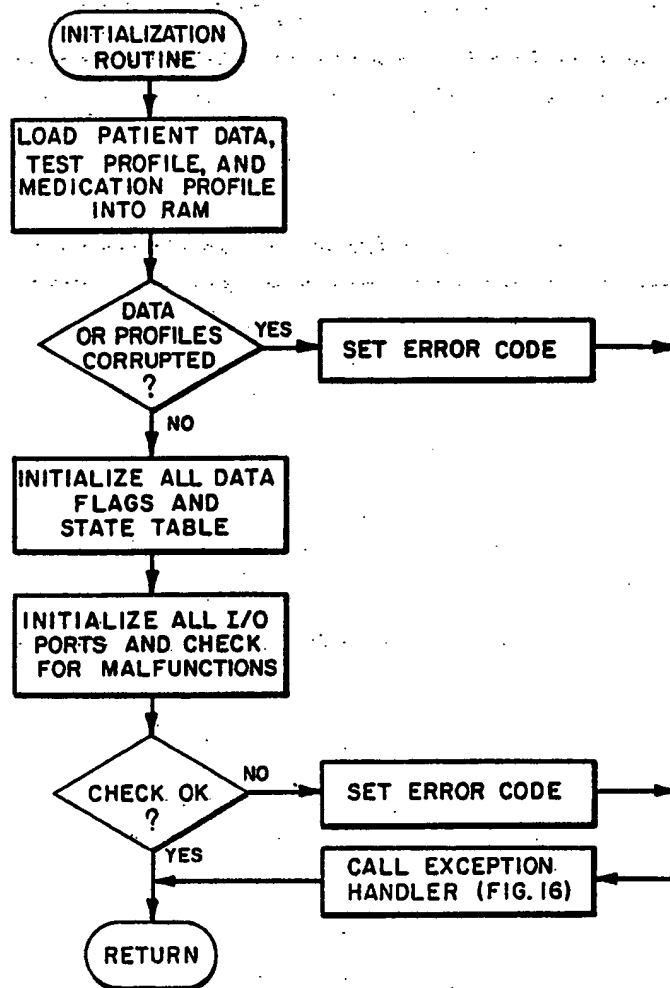 INITIALIZATION
ROUTINE
LOAD PATIENT DATA,
TEST PROFILE, AND
MEDICATION PROFILE
INTO RAM
DATA
OR PROFILES
CORRUPTED
?
YES
SET ERROR CODE
NO
INITIALIZE ALL DATA
FLAGS AND
STATE TABLE
INITIALIZE ALL I/O
PORTS AND CHECK
FOR MALFUNCTIONS
CHECK OK
?
NO
SET ERROR CODE
YES
CALL EXCEPTION
HANDLER (FIG. 16)
RETURN